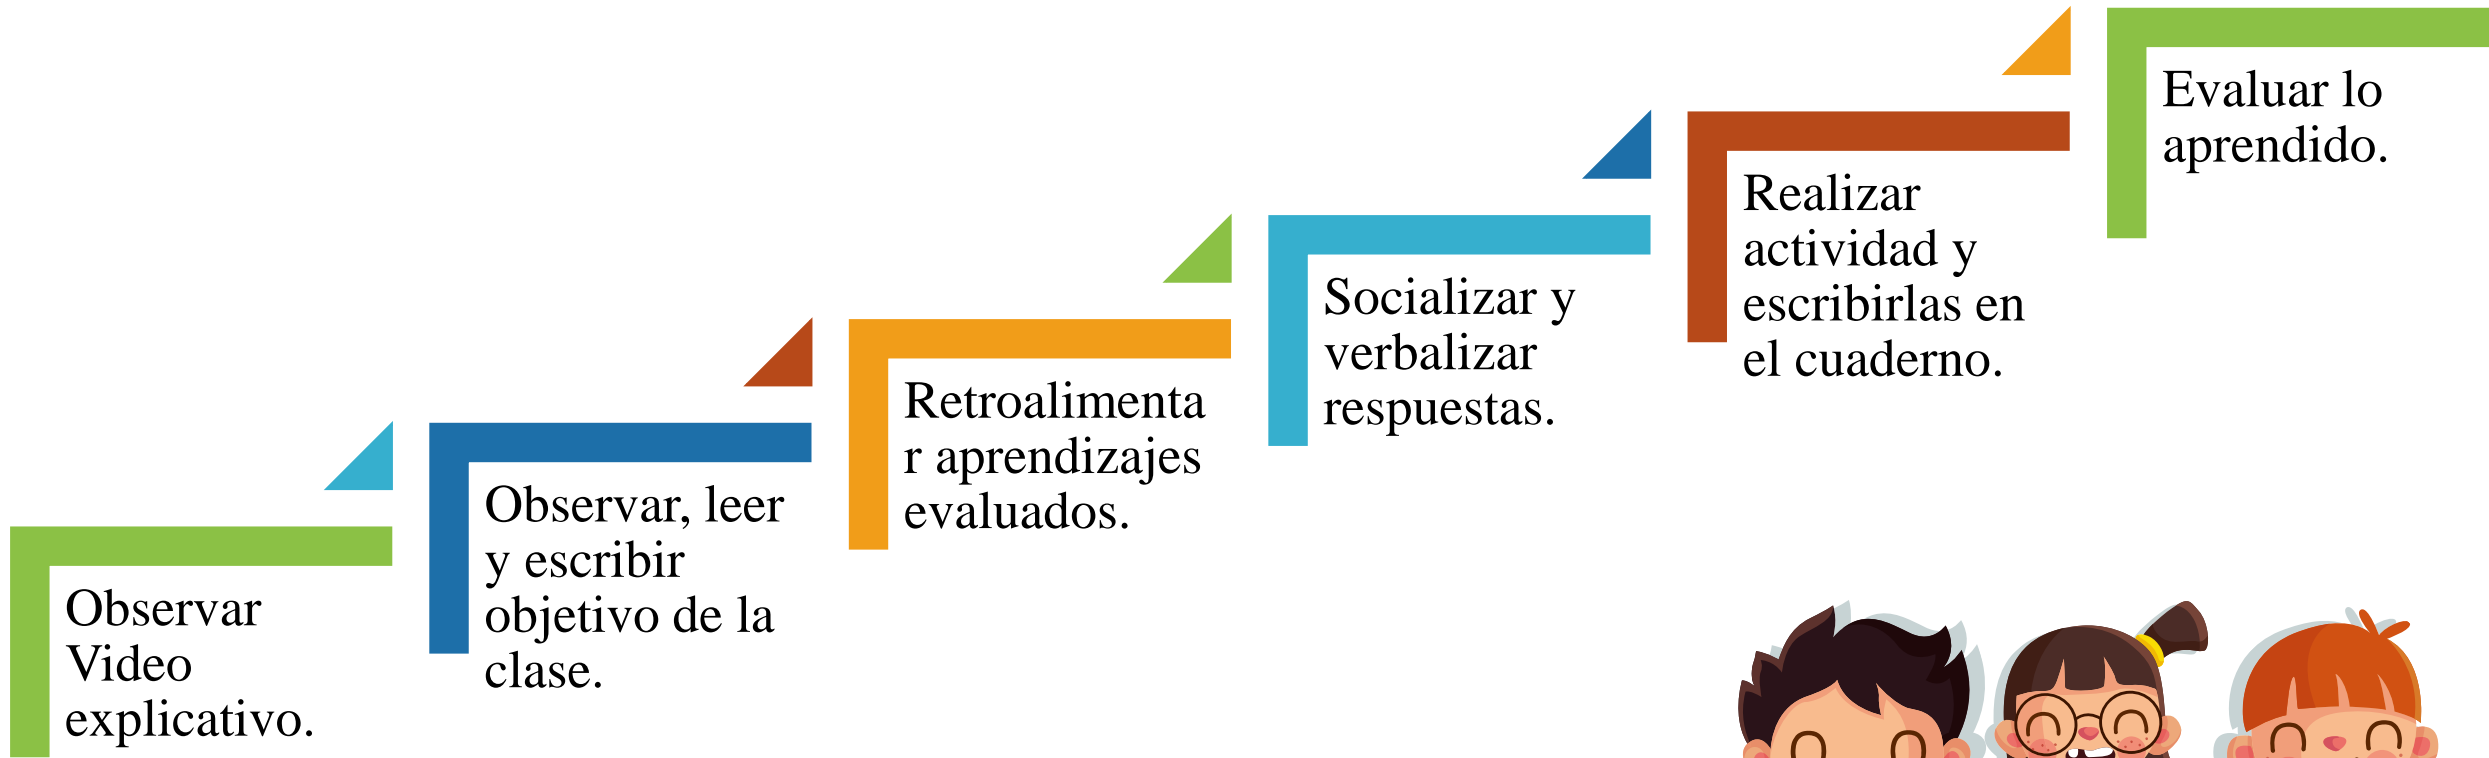 Observar
Video
explicativo.
Observar, leer
y escribir
objetivo de la
clase.
Retroalimenta
r aprendizajes
evaluados.
Socializar y
verbalizar
respuestas.
Realizar
actividad y
escribirlas en
el cuaderno.
Evaluar lo
aprendido.